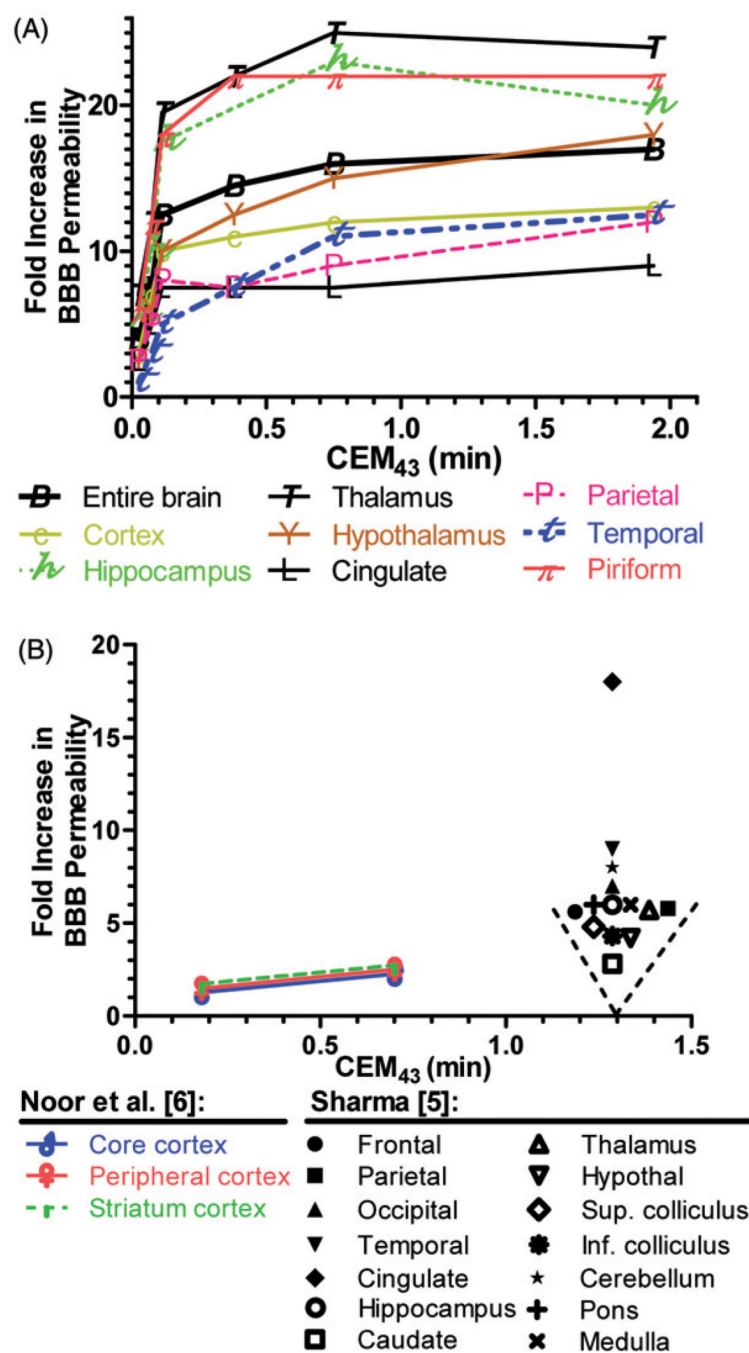 (A)
Fold Increase in
BBB Permeability
20
10
0
0.0 0.5 1.0 1.5 2.0
CEM43 (min)
B Entire brain T Thalamus P Parietal
e Cortex Y Hypothalamus t Temporal
h Hippocampus L Cingulate π Piriform
(B)
Fold Increase in
BBB Permeability
20
15
10
5
0
0.0 0.5 1.0 1.5
CEM43 (min)
Noor et al. [6]: Sharma [5]:
Core cortex Frontal Thalamus
Peripheral cortex Parietal Hypothal
Striatum cortex Occipital Sup. colliculus
Temporal Inf. colliculus
Cingulate Cerebellum
Hippocampus Pons
Caudate Medulla